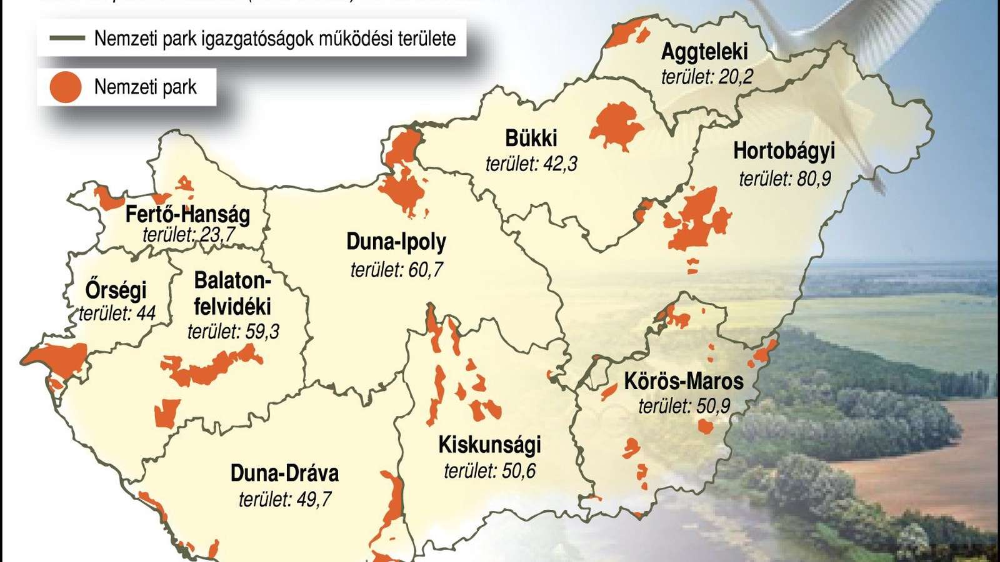 Nemzeti park igazgatóságok működési területe
Nemzeti park
Aggteleki
terület: 20,2
Bükki
terület: 42,3
Hortobágyi
terület: 80,9
Fertő-Hanság
terület: 23,7
Duna-Ipoly
terület: 60,7
Őrségi
terület: 44
Balaton-
felvidéki
terület: 59,3
Körös-Maros
terület: 50,9
Kiskunsági
terület: 50,6
Duna-Dráva
terület: 49,7